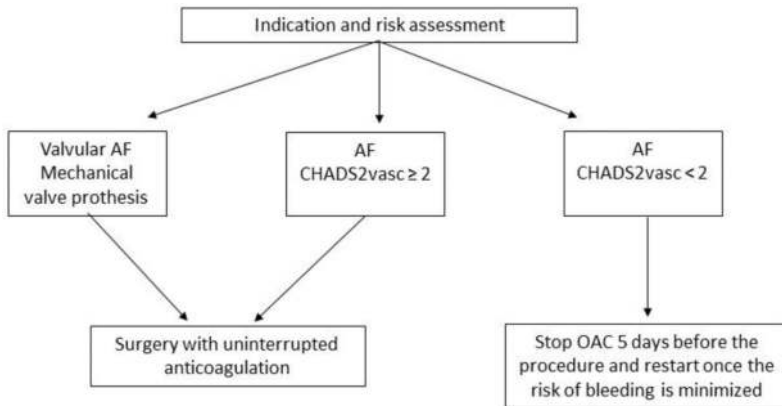 Indication and risk assessment
Valvular AF
Mechanical
valve prothesis
AF
CHADS2vasc ≥ 2
AF
CHADS2vasc < 2
Surgery with uninterrupted
anticoagulation
Stop OAC 5 days before the
procedure and restart once the
risk of bleeding is minimized